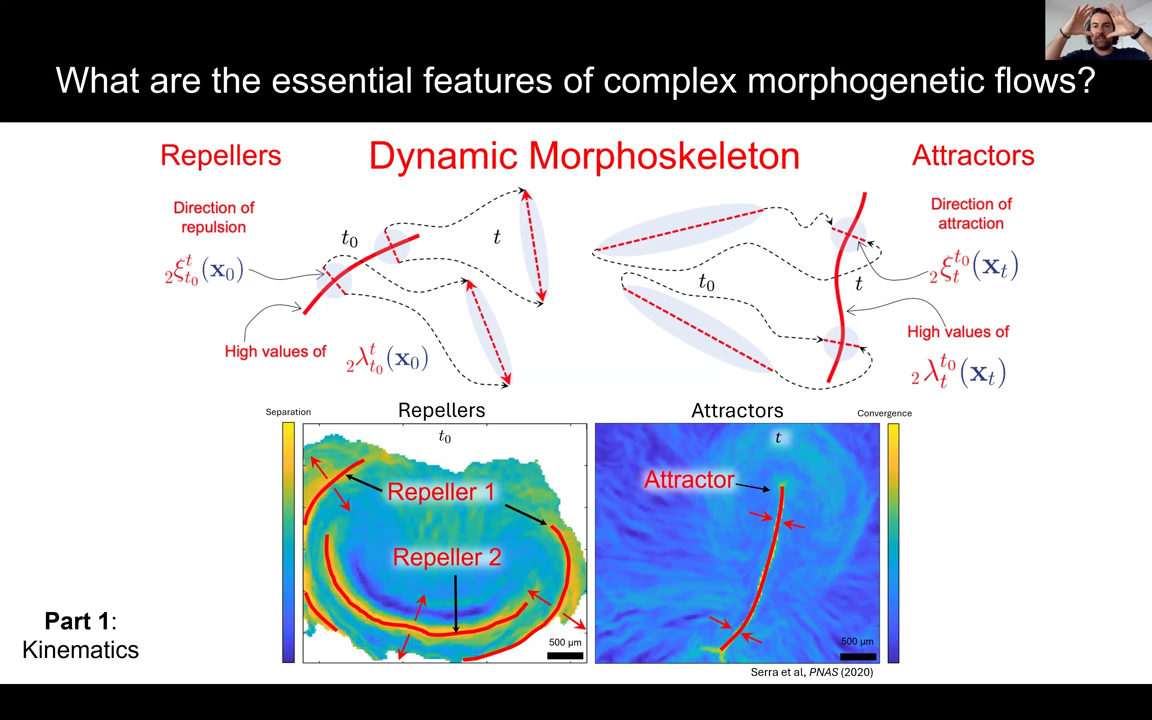 What are the essential features of complex morphogenetic flows?
Repellers
Dynamic Morphoskeleton
Attractors
Direction of
repulsion
₂ξᵗₜ₀(x₀)
t₀
t
High values of
₂λᵗₜ₀(x₀)
t₀
t
Direction of
attraction
₂ξₜᵗ⁰(xₜ)
High values of
₂λₜᵗ⁰(xₜ)
Separation
Repellers
t₀
Repeller 1
Repeller 2
500 µm
Attractors
t
Attractor
500 µm
Convergence
Part 1:
Kinematics
Serra et al, PNAS (2020)